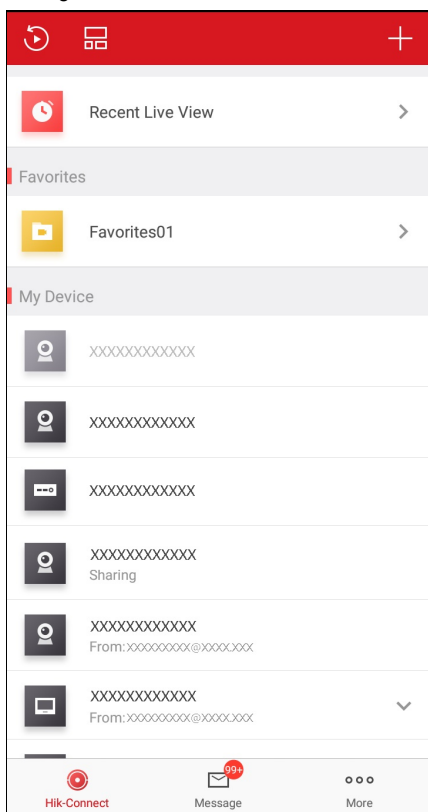 Recent Live View
Favorites
Favorites01
My Device
XXXXXXXXXXXX
XXXXXXXXXXXX
XXXXXXXXXXXX
XXXXXXXXXXXX
Sharing
XXXXXXXXXXXX
From:XXXXXXXXX@XXXX.XXX
XXXXXXXXXXXX
From:XXXXXXXXX@XXXX.XXX
99+
Hik-Connect
Message
More